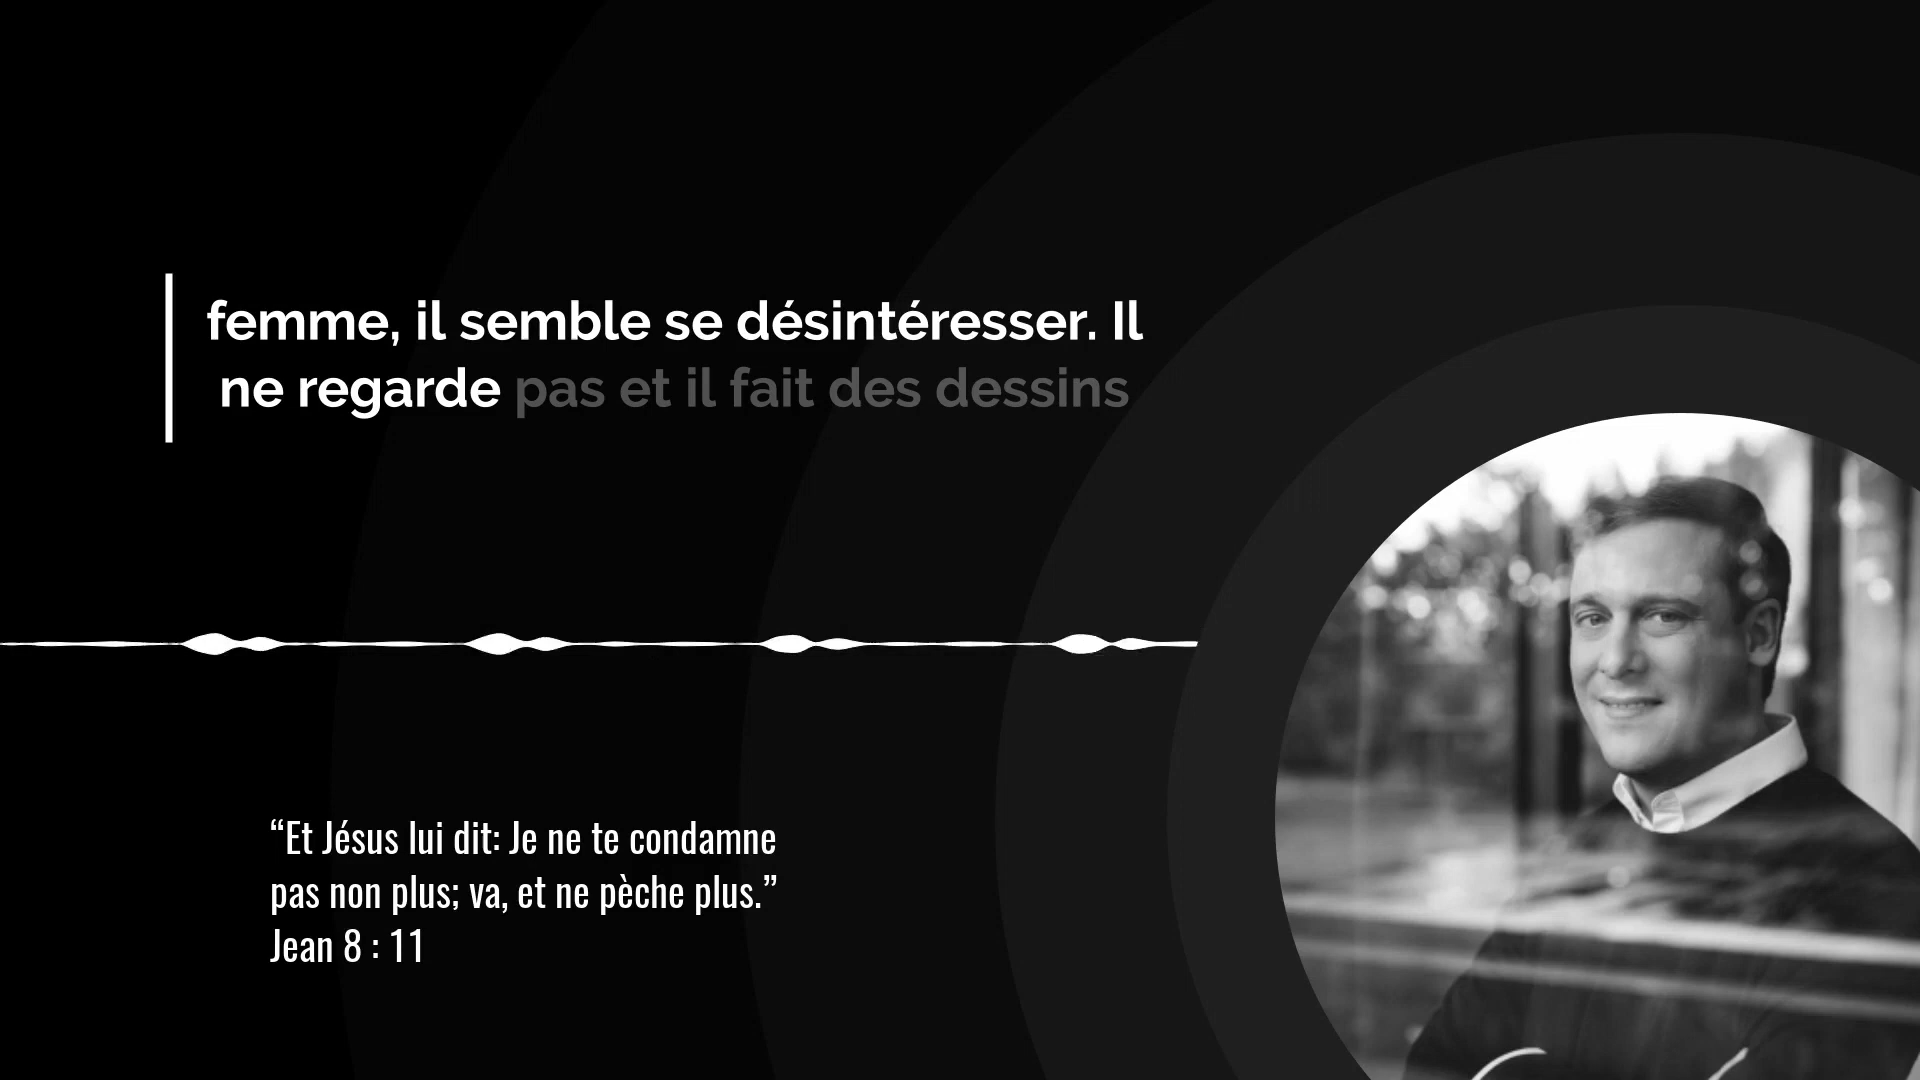 femme, il semble se désintéresser. Il
ne regarde pas et il fait des dessins
“Et Jésus lui dit: Je ne te condamne
pas non plus; va, et ne pèche plus.”
Jean 8 : 11